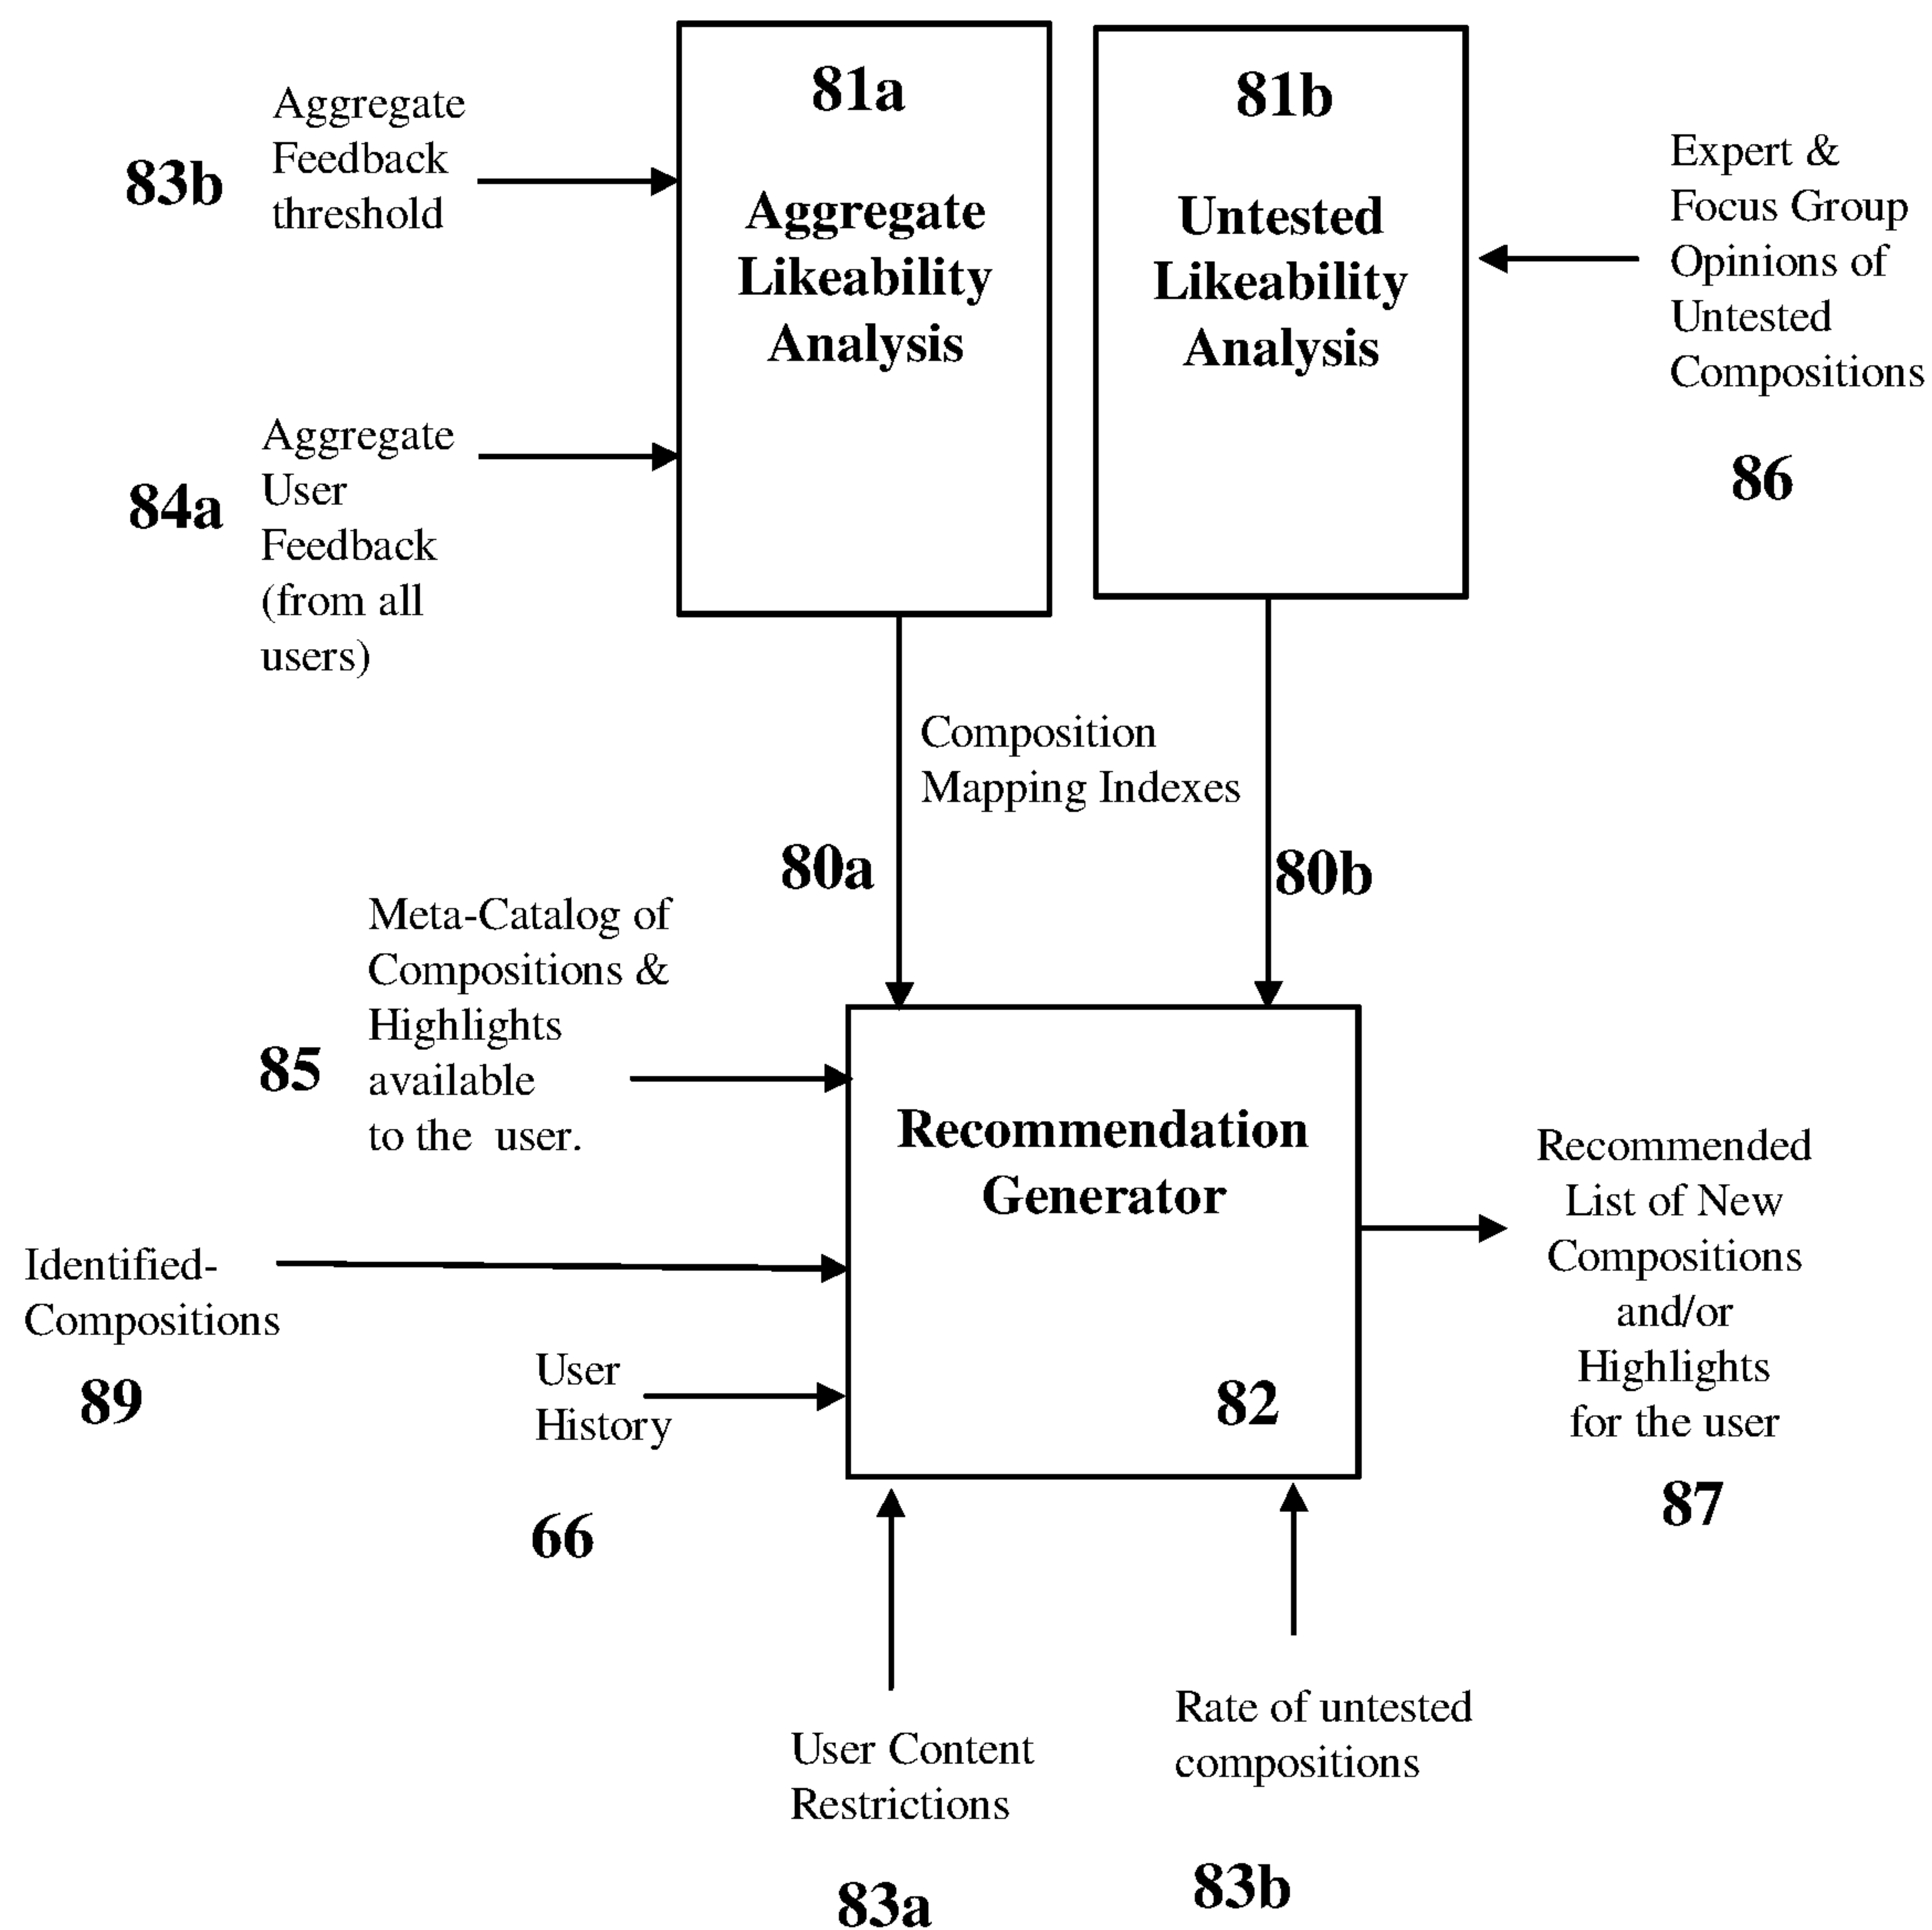 81a
Aggregate
Likeability
Analysis
81b
Untested
Likeability
Analysis
Aggregate
Feedback
threshold
83b
Expert &
Focus Group
Opinions of
Untested
Compositions
86
Aggregate
User
Feedback
(from all
users)
84a
Composition
Mapping Indexes
80a
80b
Meta-Catalog of
Compositions &
Highlights
available
to the user.
85
Recommendation
Generator
82
Identified-
Compositions
89
User
History
66
Recommended
List of New
Compositions
and/or
Highlights
for the user
87
User Content
Restrictions
83a
Rate of untested
compositions
83b